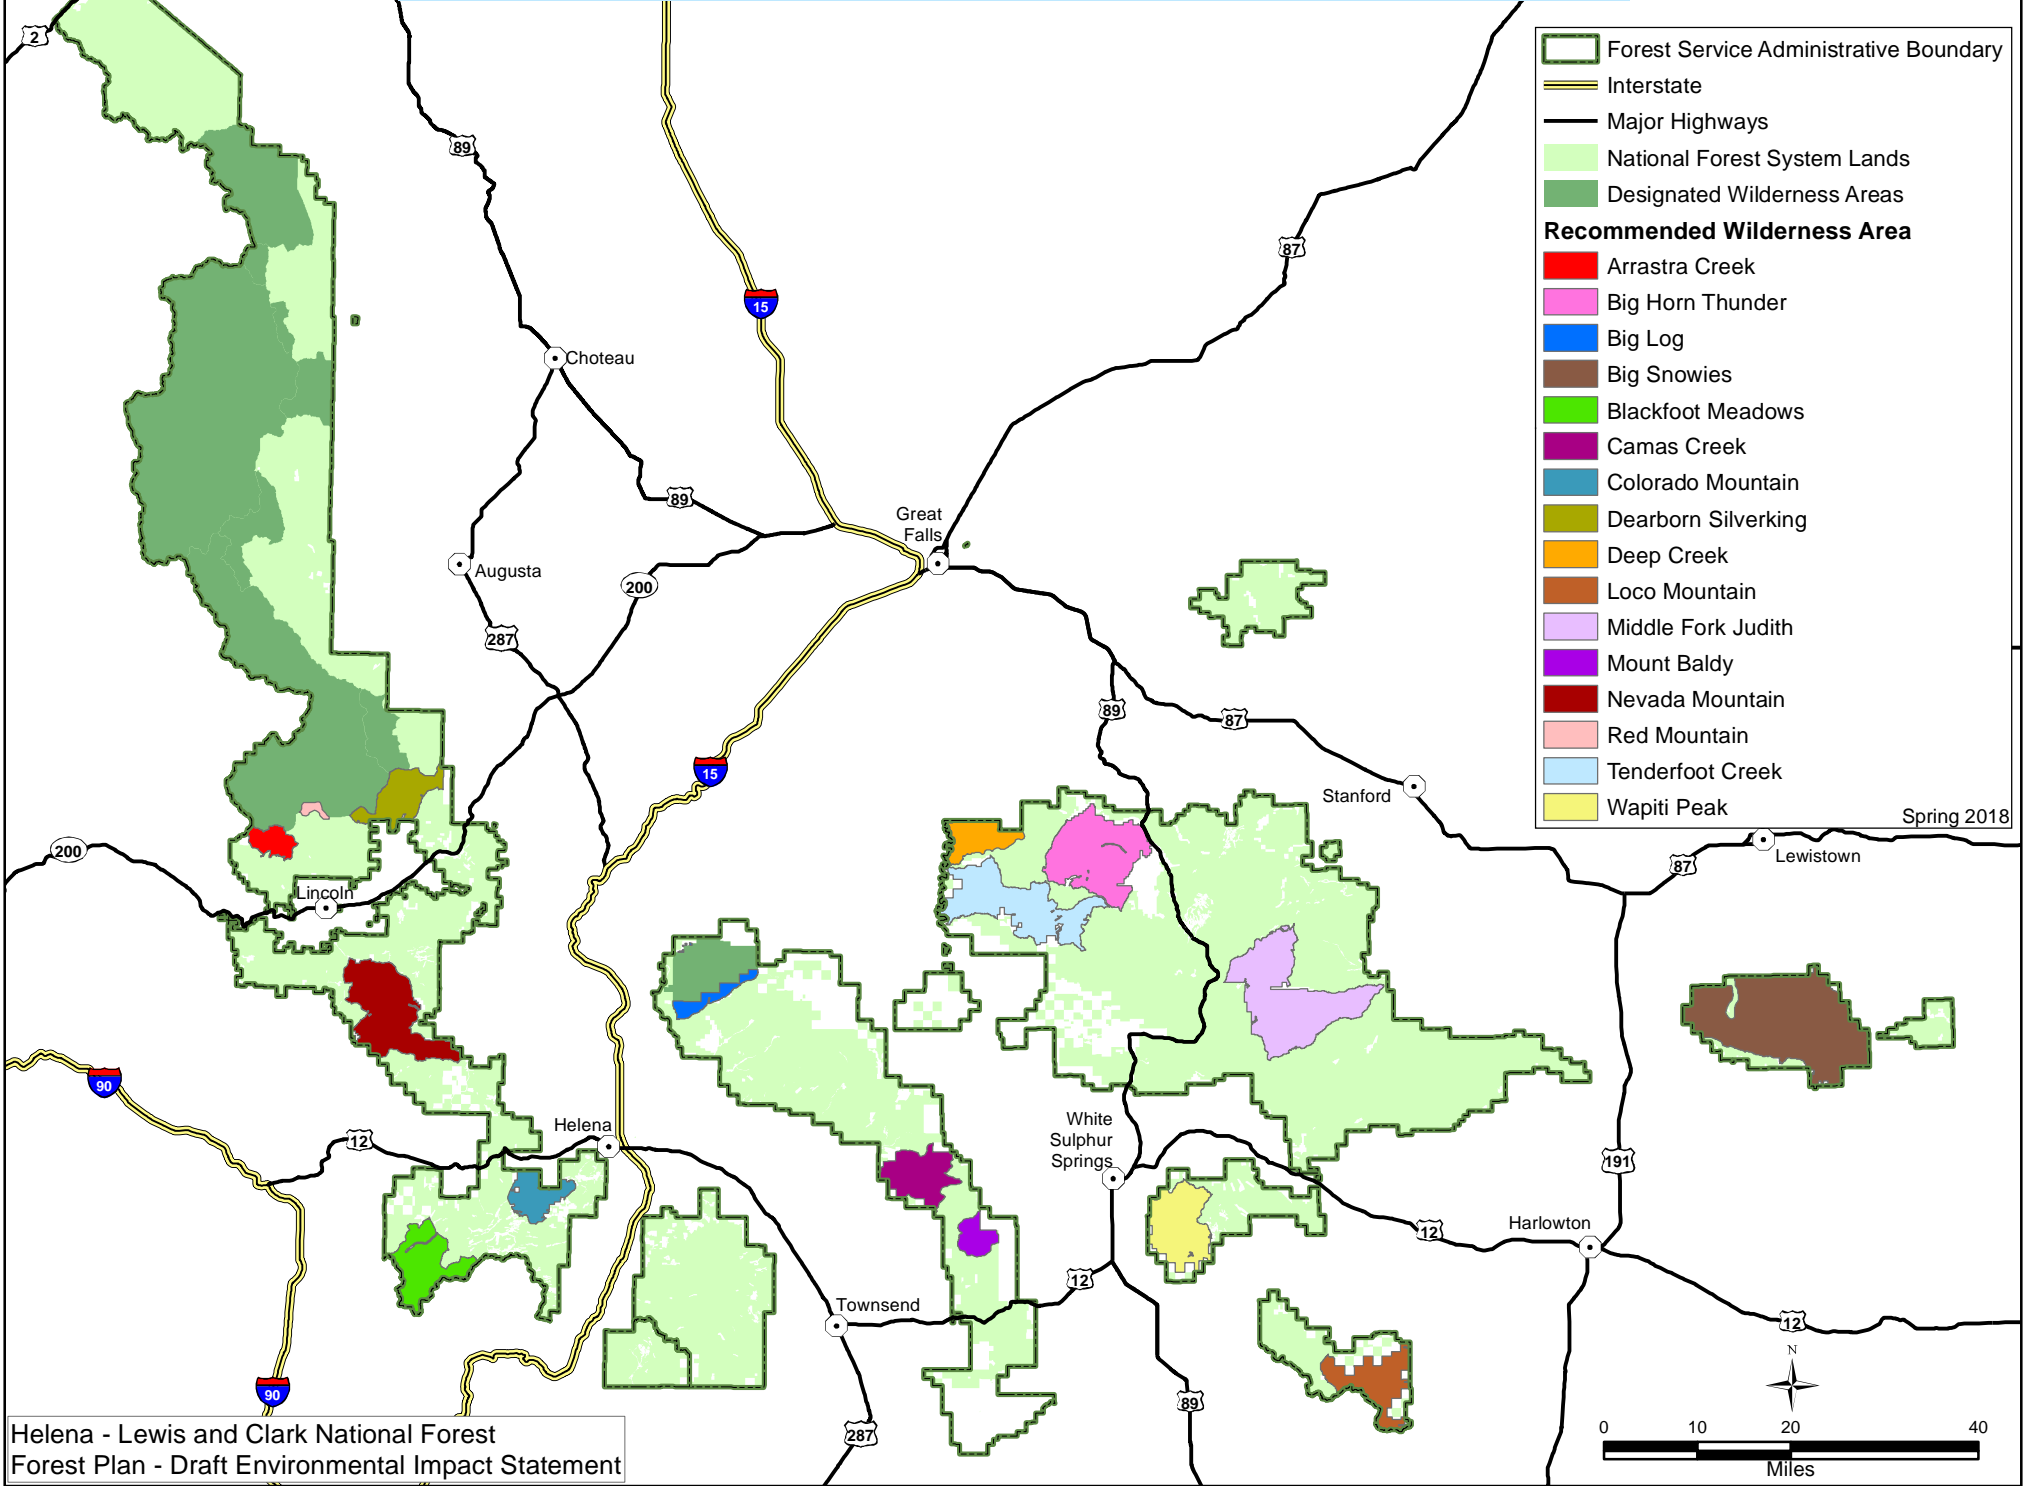 2
89
15
87
Choteau
89
Great
Falls
Augusta
200
287
89
87
15
Stanford
200
Lincoln
87
Lewistown
90
12
Helena
White
Sulphur
Springs
191
12
Harlowton
12
Townsend
12
90
89
287
Forest Service Administrative Boundary
Interstate
Major Highways
National Forest System Lands
Designated Wilderness Areas
Recommended Wilderness Area
Arrastra Creek
Big Horn Thunder
Big Log
Big Snowies
Blackfoot Meadows
Camas Creek
Colorado Mountain
Dearborn Silverking
Deep Creek
Loco Mountain
Middle Fork Judith
Mount Baldy
Nevada Mountain
Red Mountain
Tenderfoot Creek
Wapiti Peak
Spring 2018
N
0 10 20 40
Miles
Helena - Lewis and Clark National Forest
Forest Plan - Draft Environmental Impact Statement